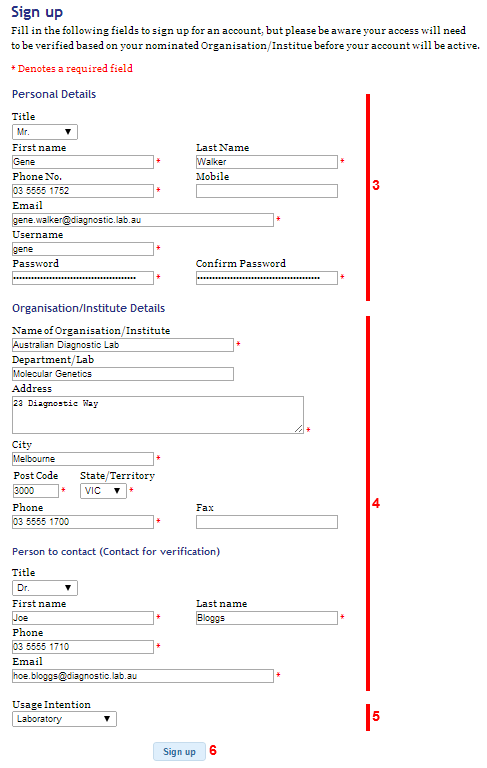 Sign up
Fill in the following fields to sign up for an account, but please be aware your access will need
to be verified based on your nominated Organisation/Institue before your account will be active.
* Denotes a required field
Personal Details
Title
Mr.
First name Last Name
Gene * Walker *
Phone No. Mobile
03 5555 1752 *
3
Email
gene.walker@diagnostic.lab.au *
Username
gene *
Password Confirm Password
* *
Organisation/Institute Details
Name of Organisation/Institute
Australian Diagnostic Lab *
Department/Lab
Molecular Genetics
Address
23 Diagnostic Way
*
City
Melbourne *
Post Code State/Territory
3000 * VIC *
4
Phone Fax
03 5555 1700 *
Person to contact (Contact for verification)
Title
Dr.
First name Last name
Joe * Bloggs *
Phone
03 5555 1710 *
Email
hoe.bloggs@diagnostic.lab.au *
Usage Intention
Laboratory
5
Sign up 6